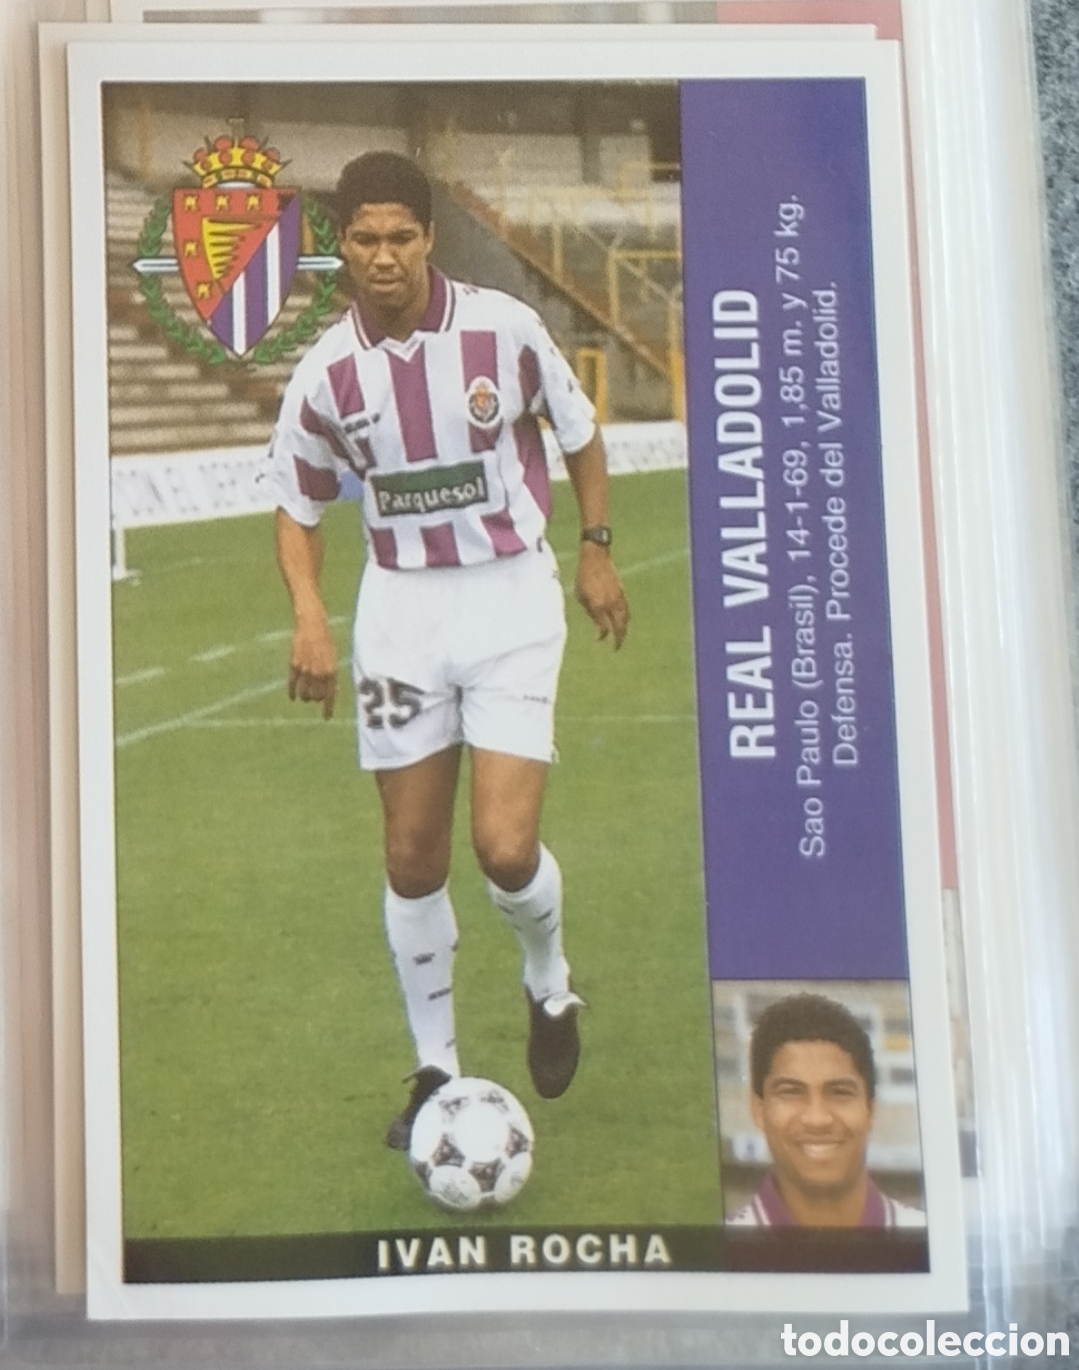 Parquesol
25
REAL VALLADOLID
Sao Paulo (Brasil), 14-1-69, 1,85 m. y 75 kg.
Defensa. Procede del Valladolid.
IVAN ROCHA
todocoleccion